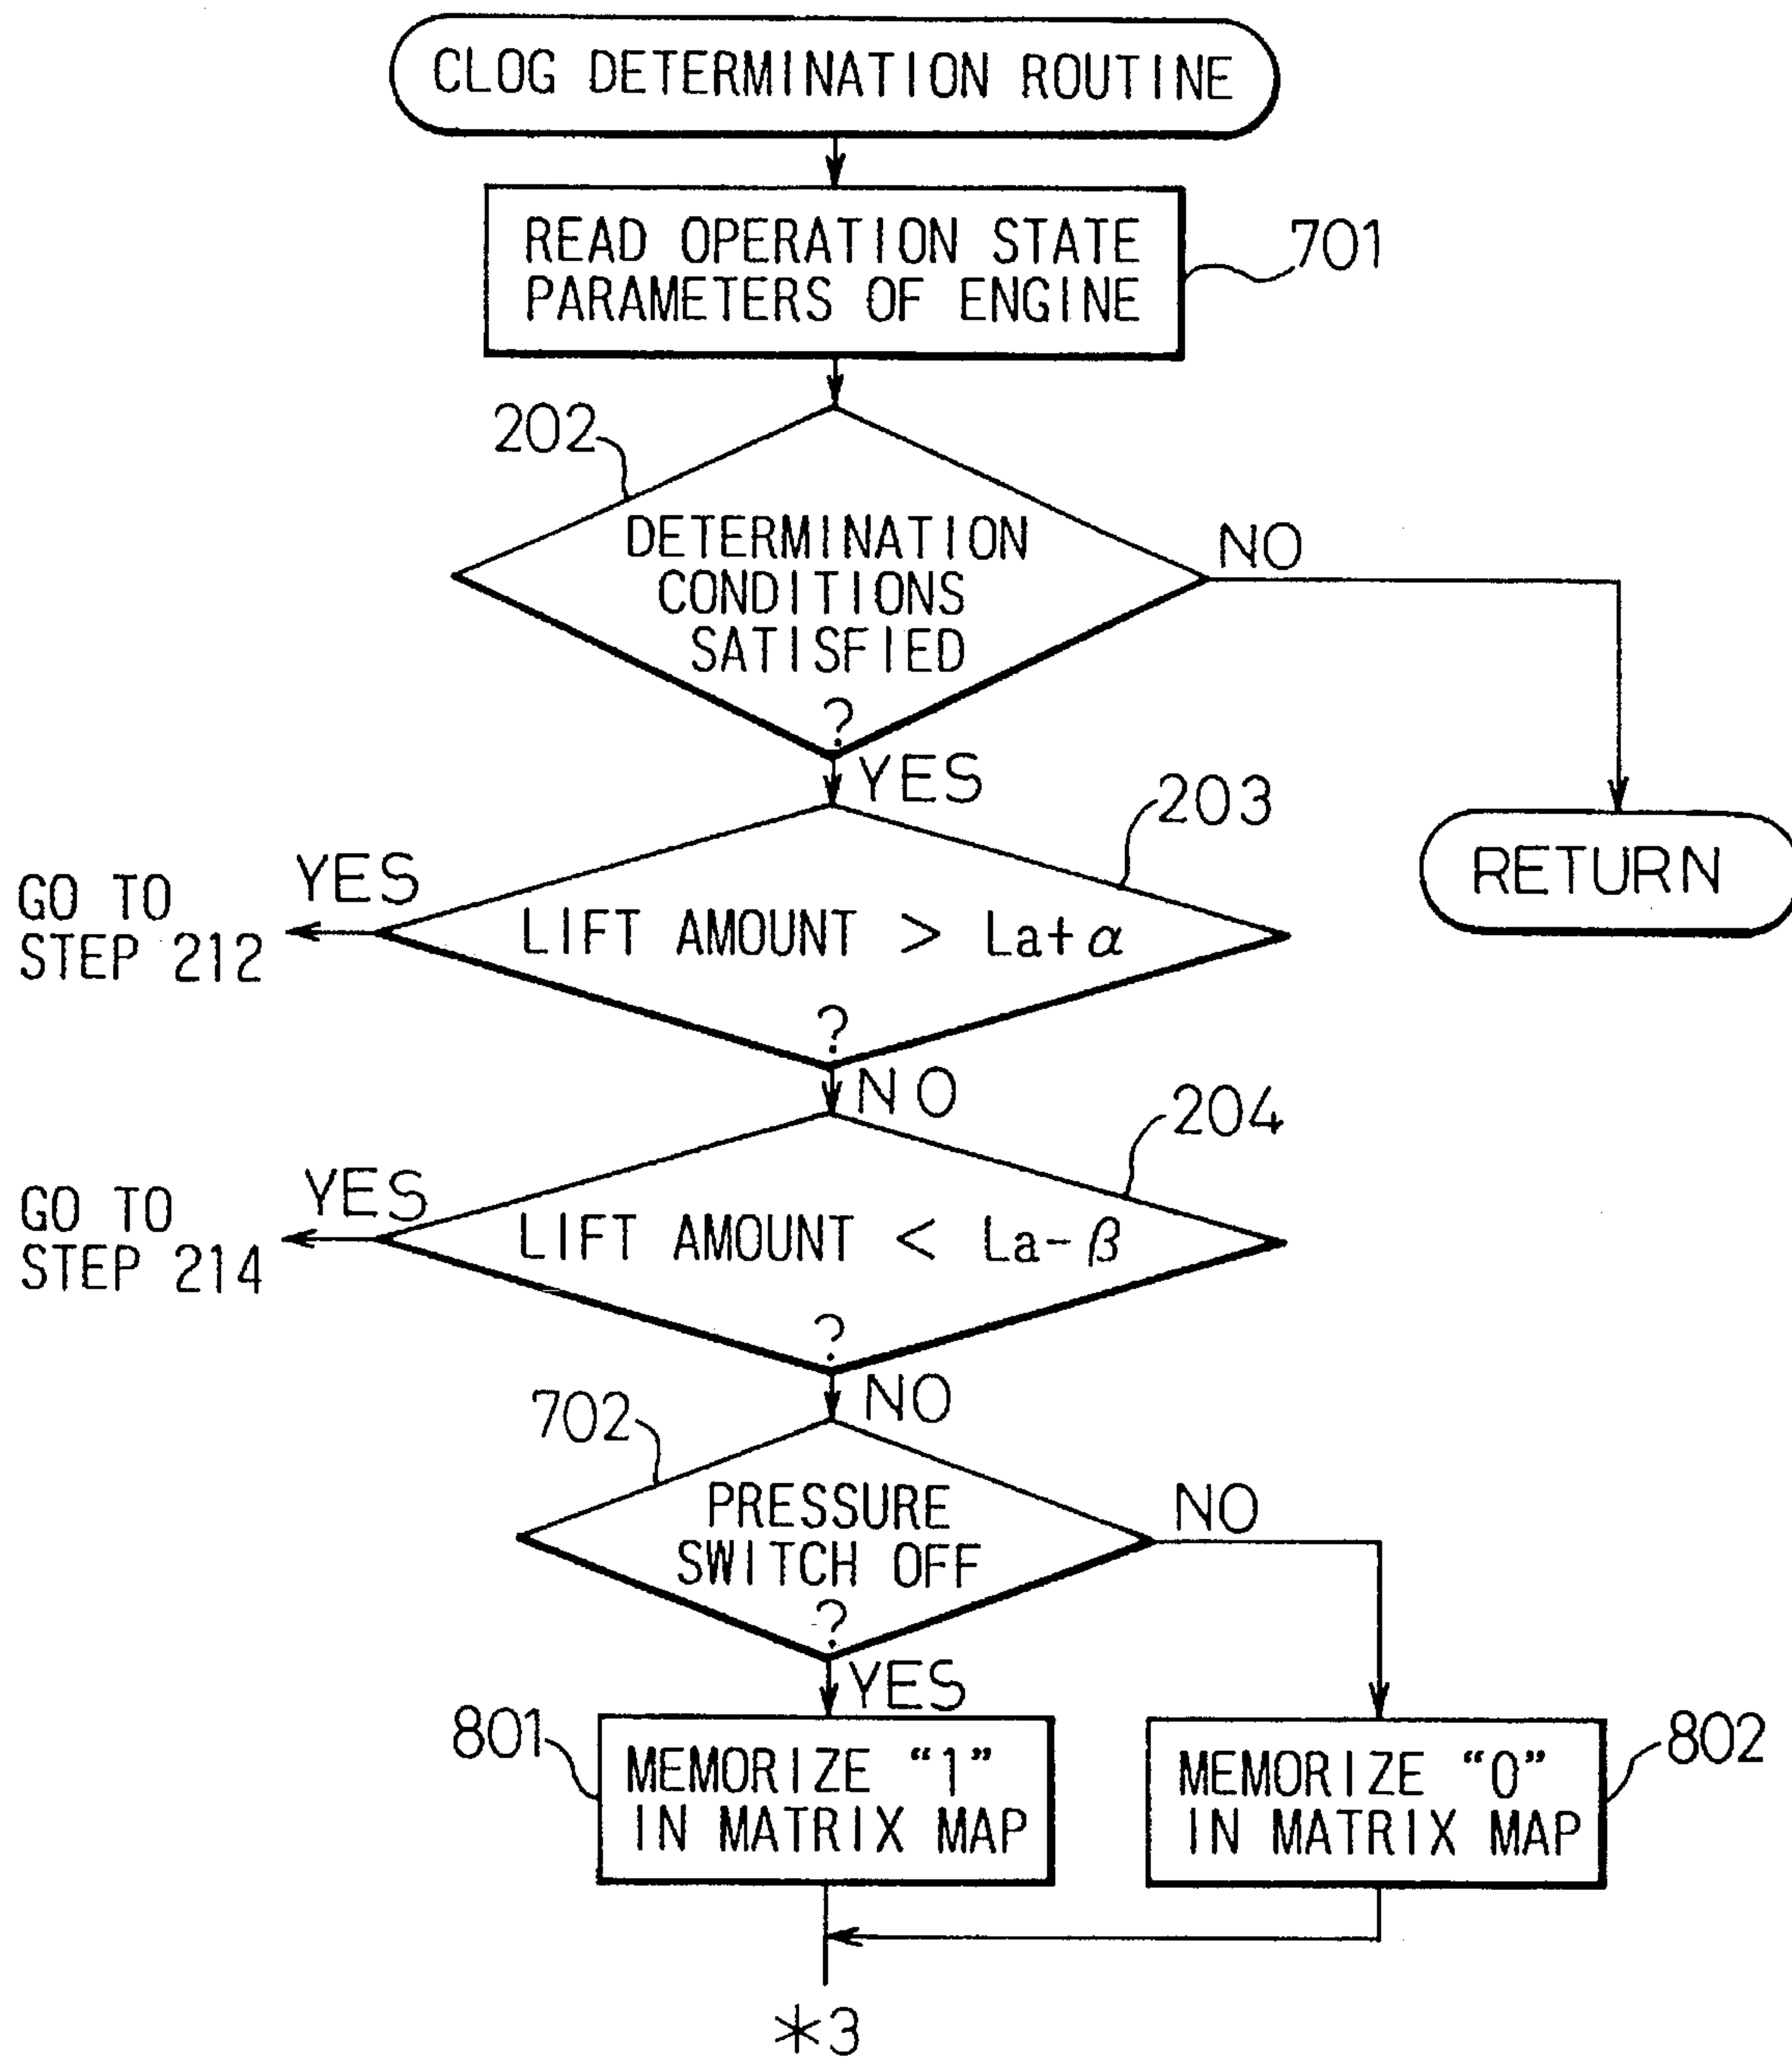 CLOG DETERMINATION ROUTINE
READ OPERATION STATE
PARAMETERS OF ENGINE
701
202
DETERMINATION
CONDITIONS
SATISFIED
?
NO
YES
RETURN
203
YES
GO TO
STEP 212
LIFT AMOUNT > La+α
?
NO
204
YES
GO TO
STEP 214
LIFT AMOUNT < La-β
?
NO
702
PRESSURE
SWITCH OFF
?
NO
YES
801
MEMORIZE “1”
IN MATRIX MAP
MEMORIZE “0”
IN MATRIX MAP
802
*3